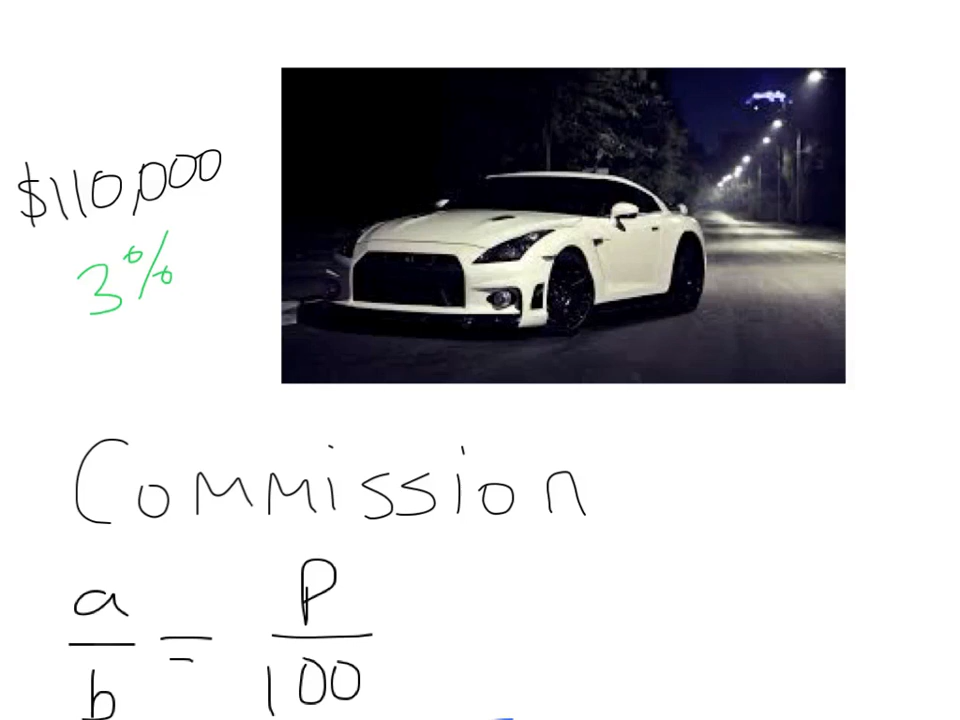 $110,000
3%
Commission
a/b = P/100